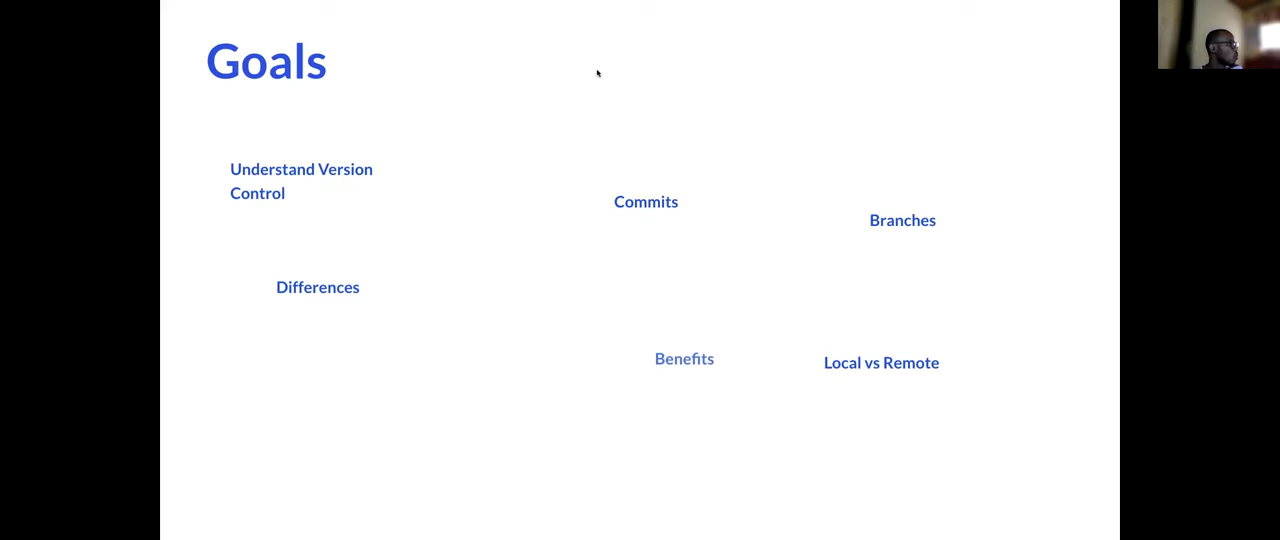 Goals
Understand Version
Control
Commits
Branches
Differences
Benefits
Local vs Remote